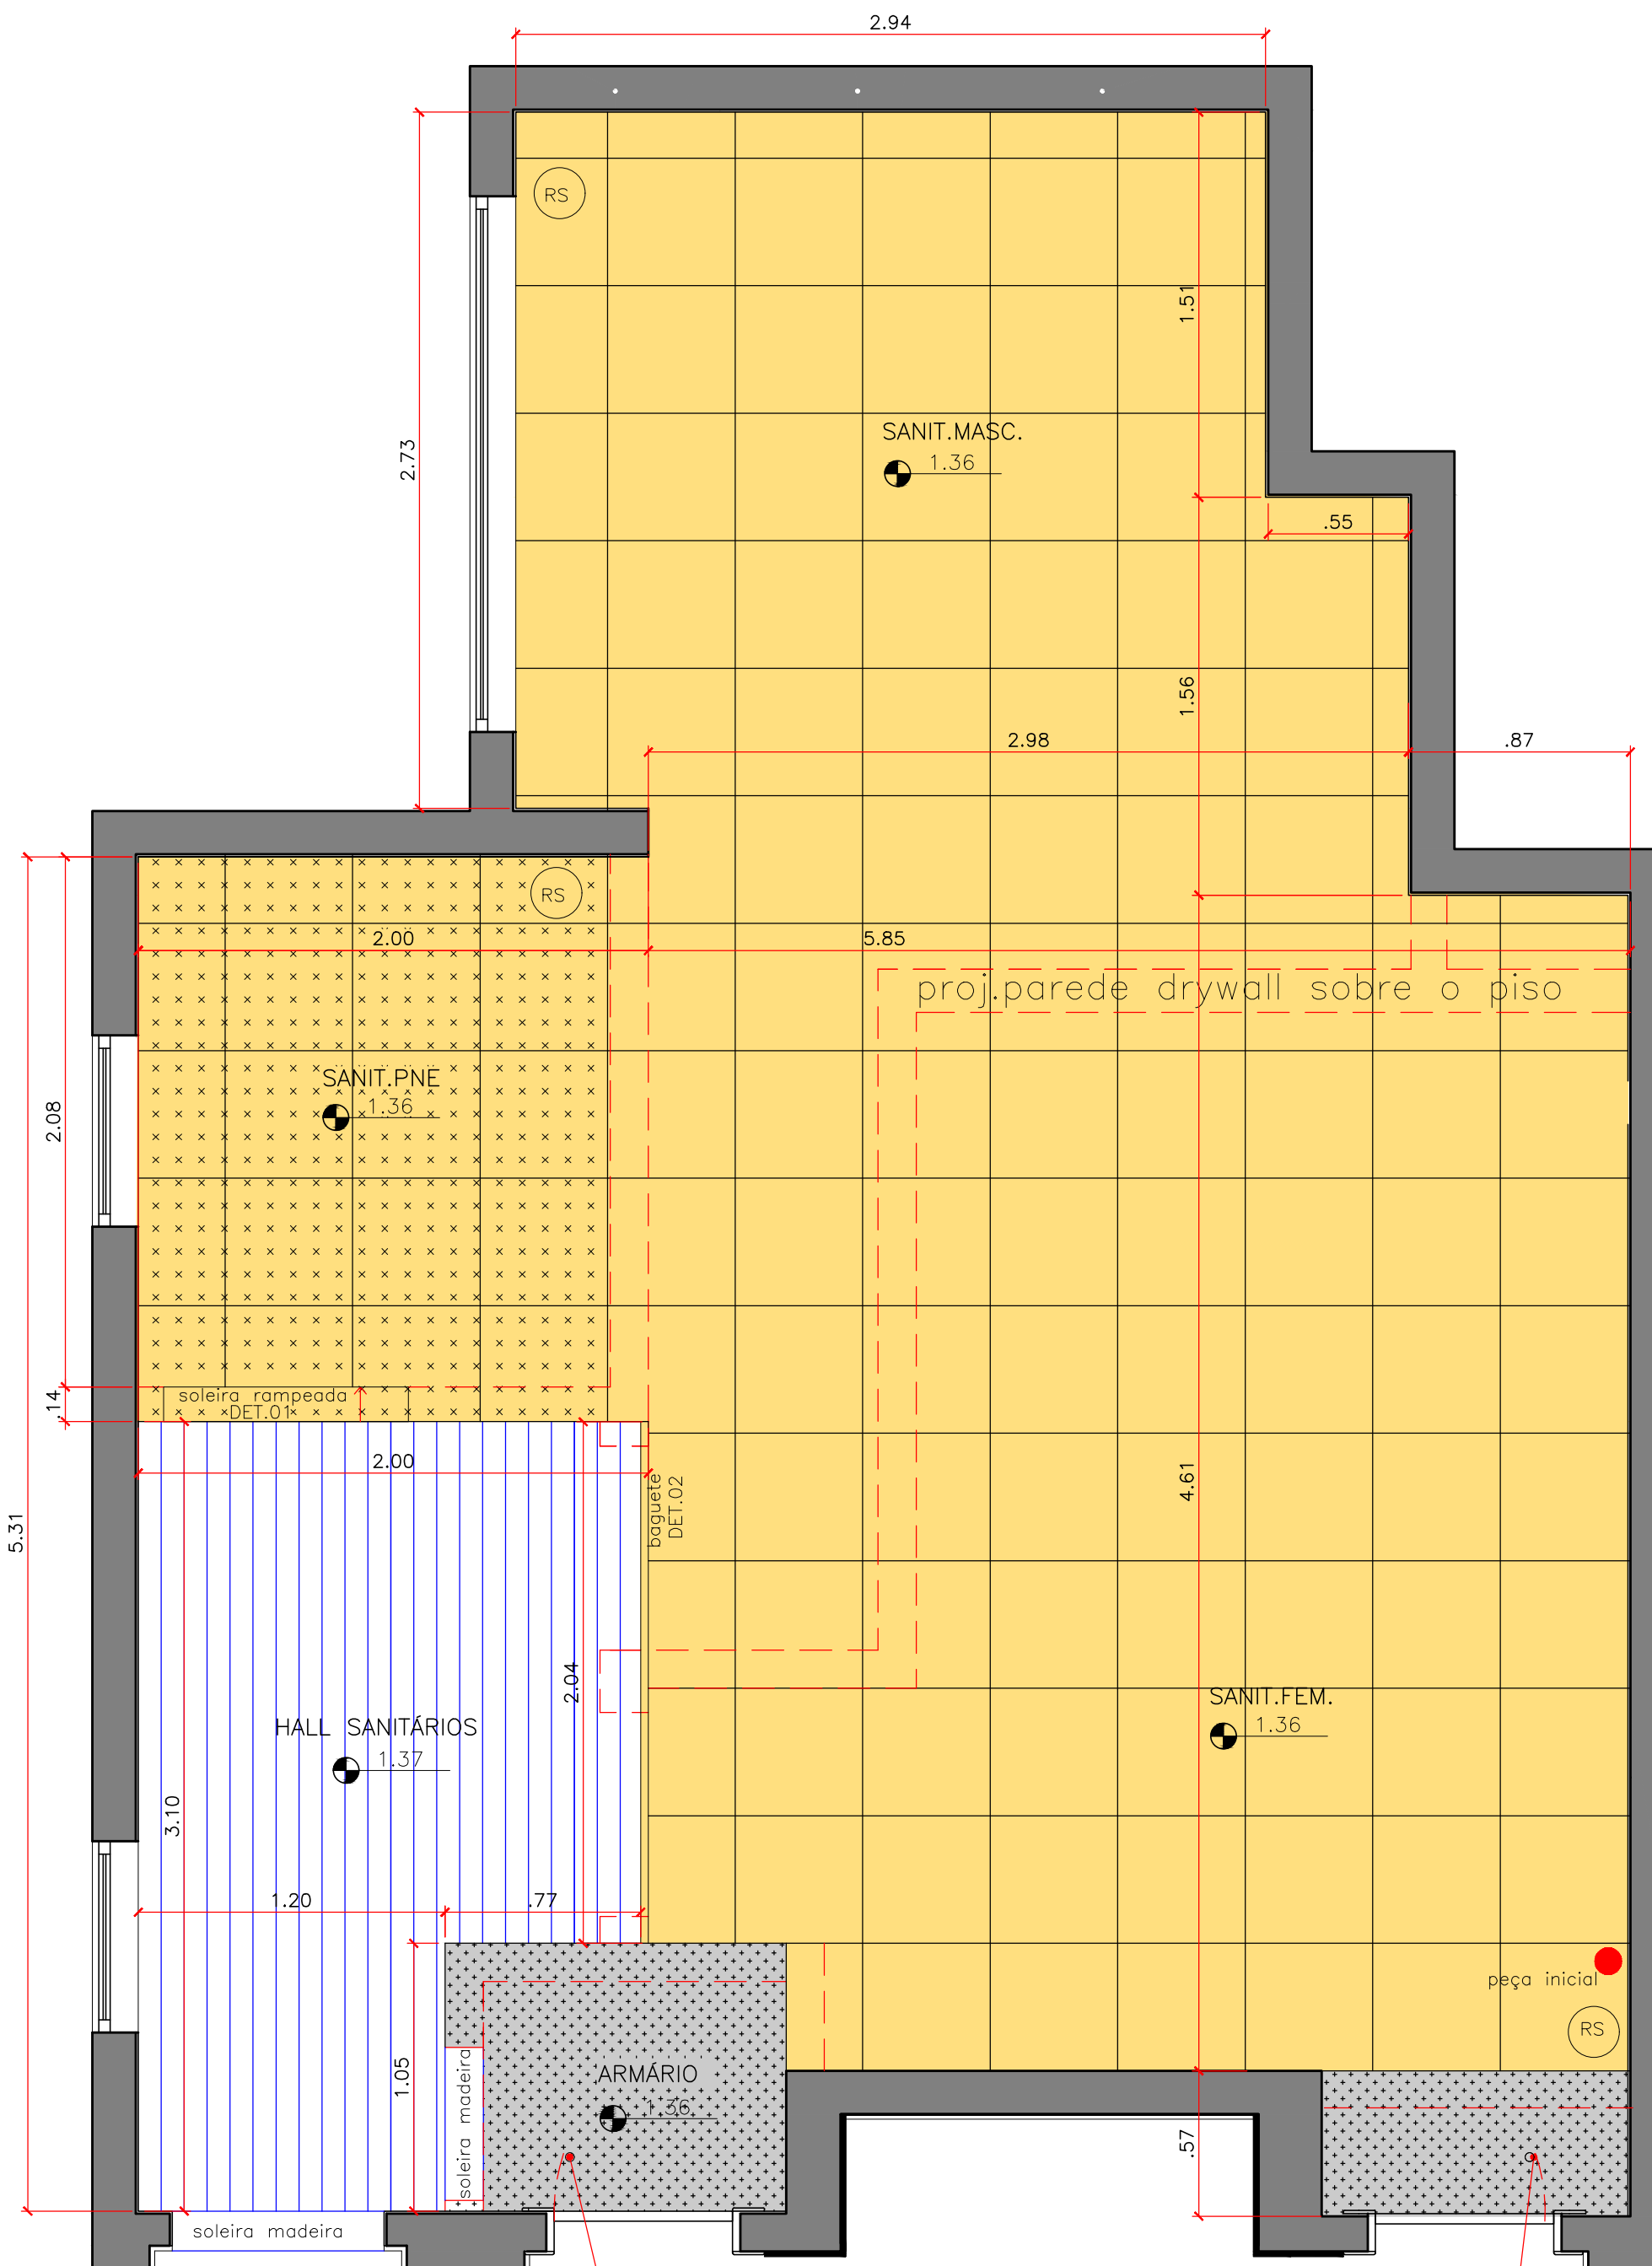 2.94
RS
1.51
SANIT.MASC.
1.36
2.73
.55
1.56
2.98
.87
RS
2.00
5.85
proj.parede drywall sobre o piso
SANIT.PNE
1.36
2.08
soleira rampeada
DET.01
.14
2.00
baguete
DET.02
4.61
5.31
2.04
SANIT.FEM.
1.36
HALL SANITÁRIOS
1.37
3.10
1.20
.77
peça inicial
RS
1.05
soleira madeira
ARMÁRIO
1.36
.57
soleira madeira